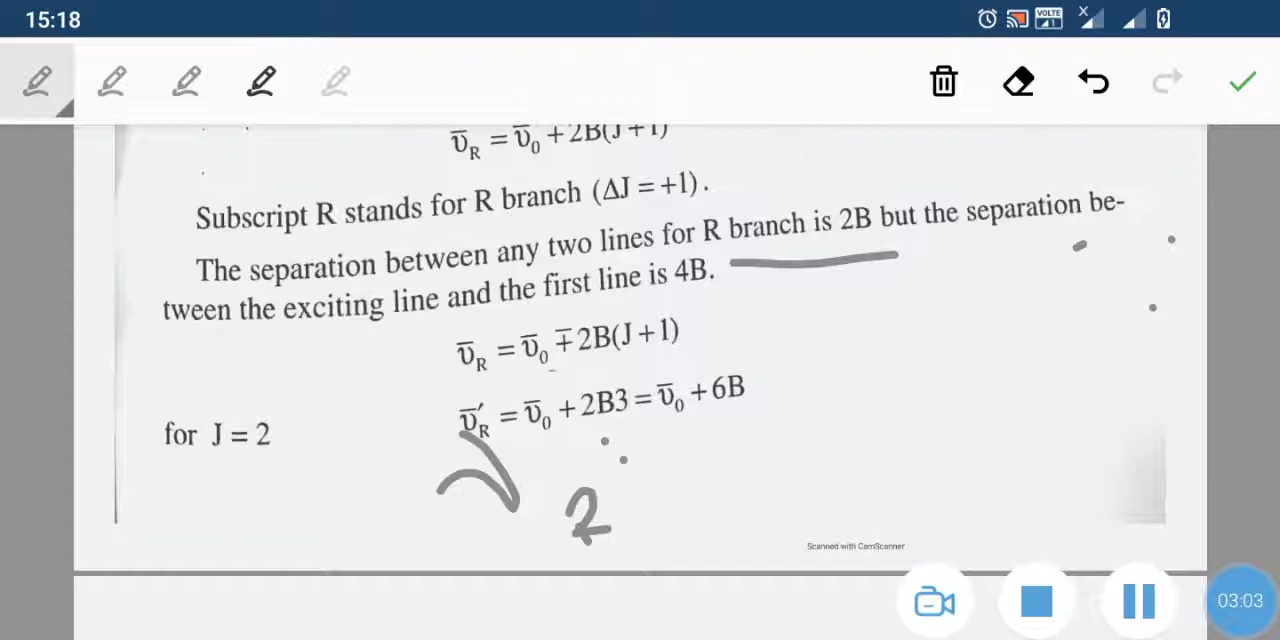 15:18
VOLTE
1
X
ῡR = ῡ0 + 2B(J + 1)
Subscript R stands for R branch (ΔJ = +1).
The separation between any two lines for R branch is 2B but the separation be-
tween the exciting line and the first line is 4B.
ῡR = ῡ0 ∓ 2B(J + 1)
for J = 2 ῡ′R = ῡ0 + 2B3 = ῡ0 + 6B
2
Scanned with CamScanner
03:03